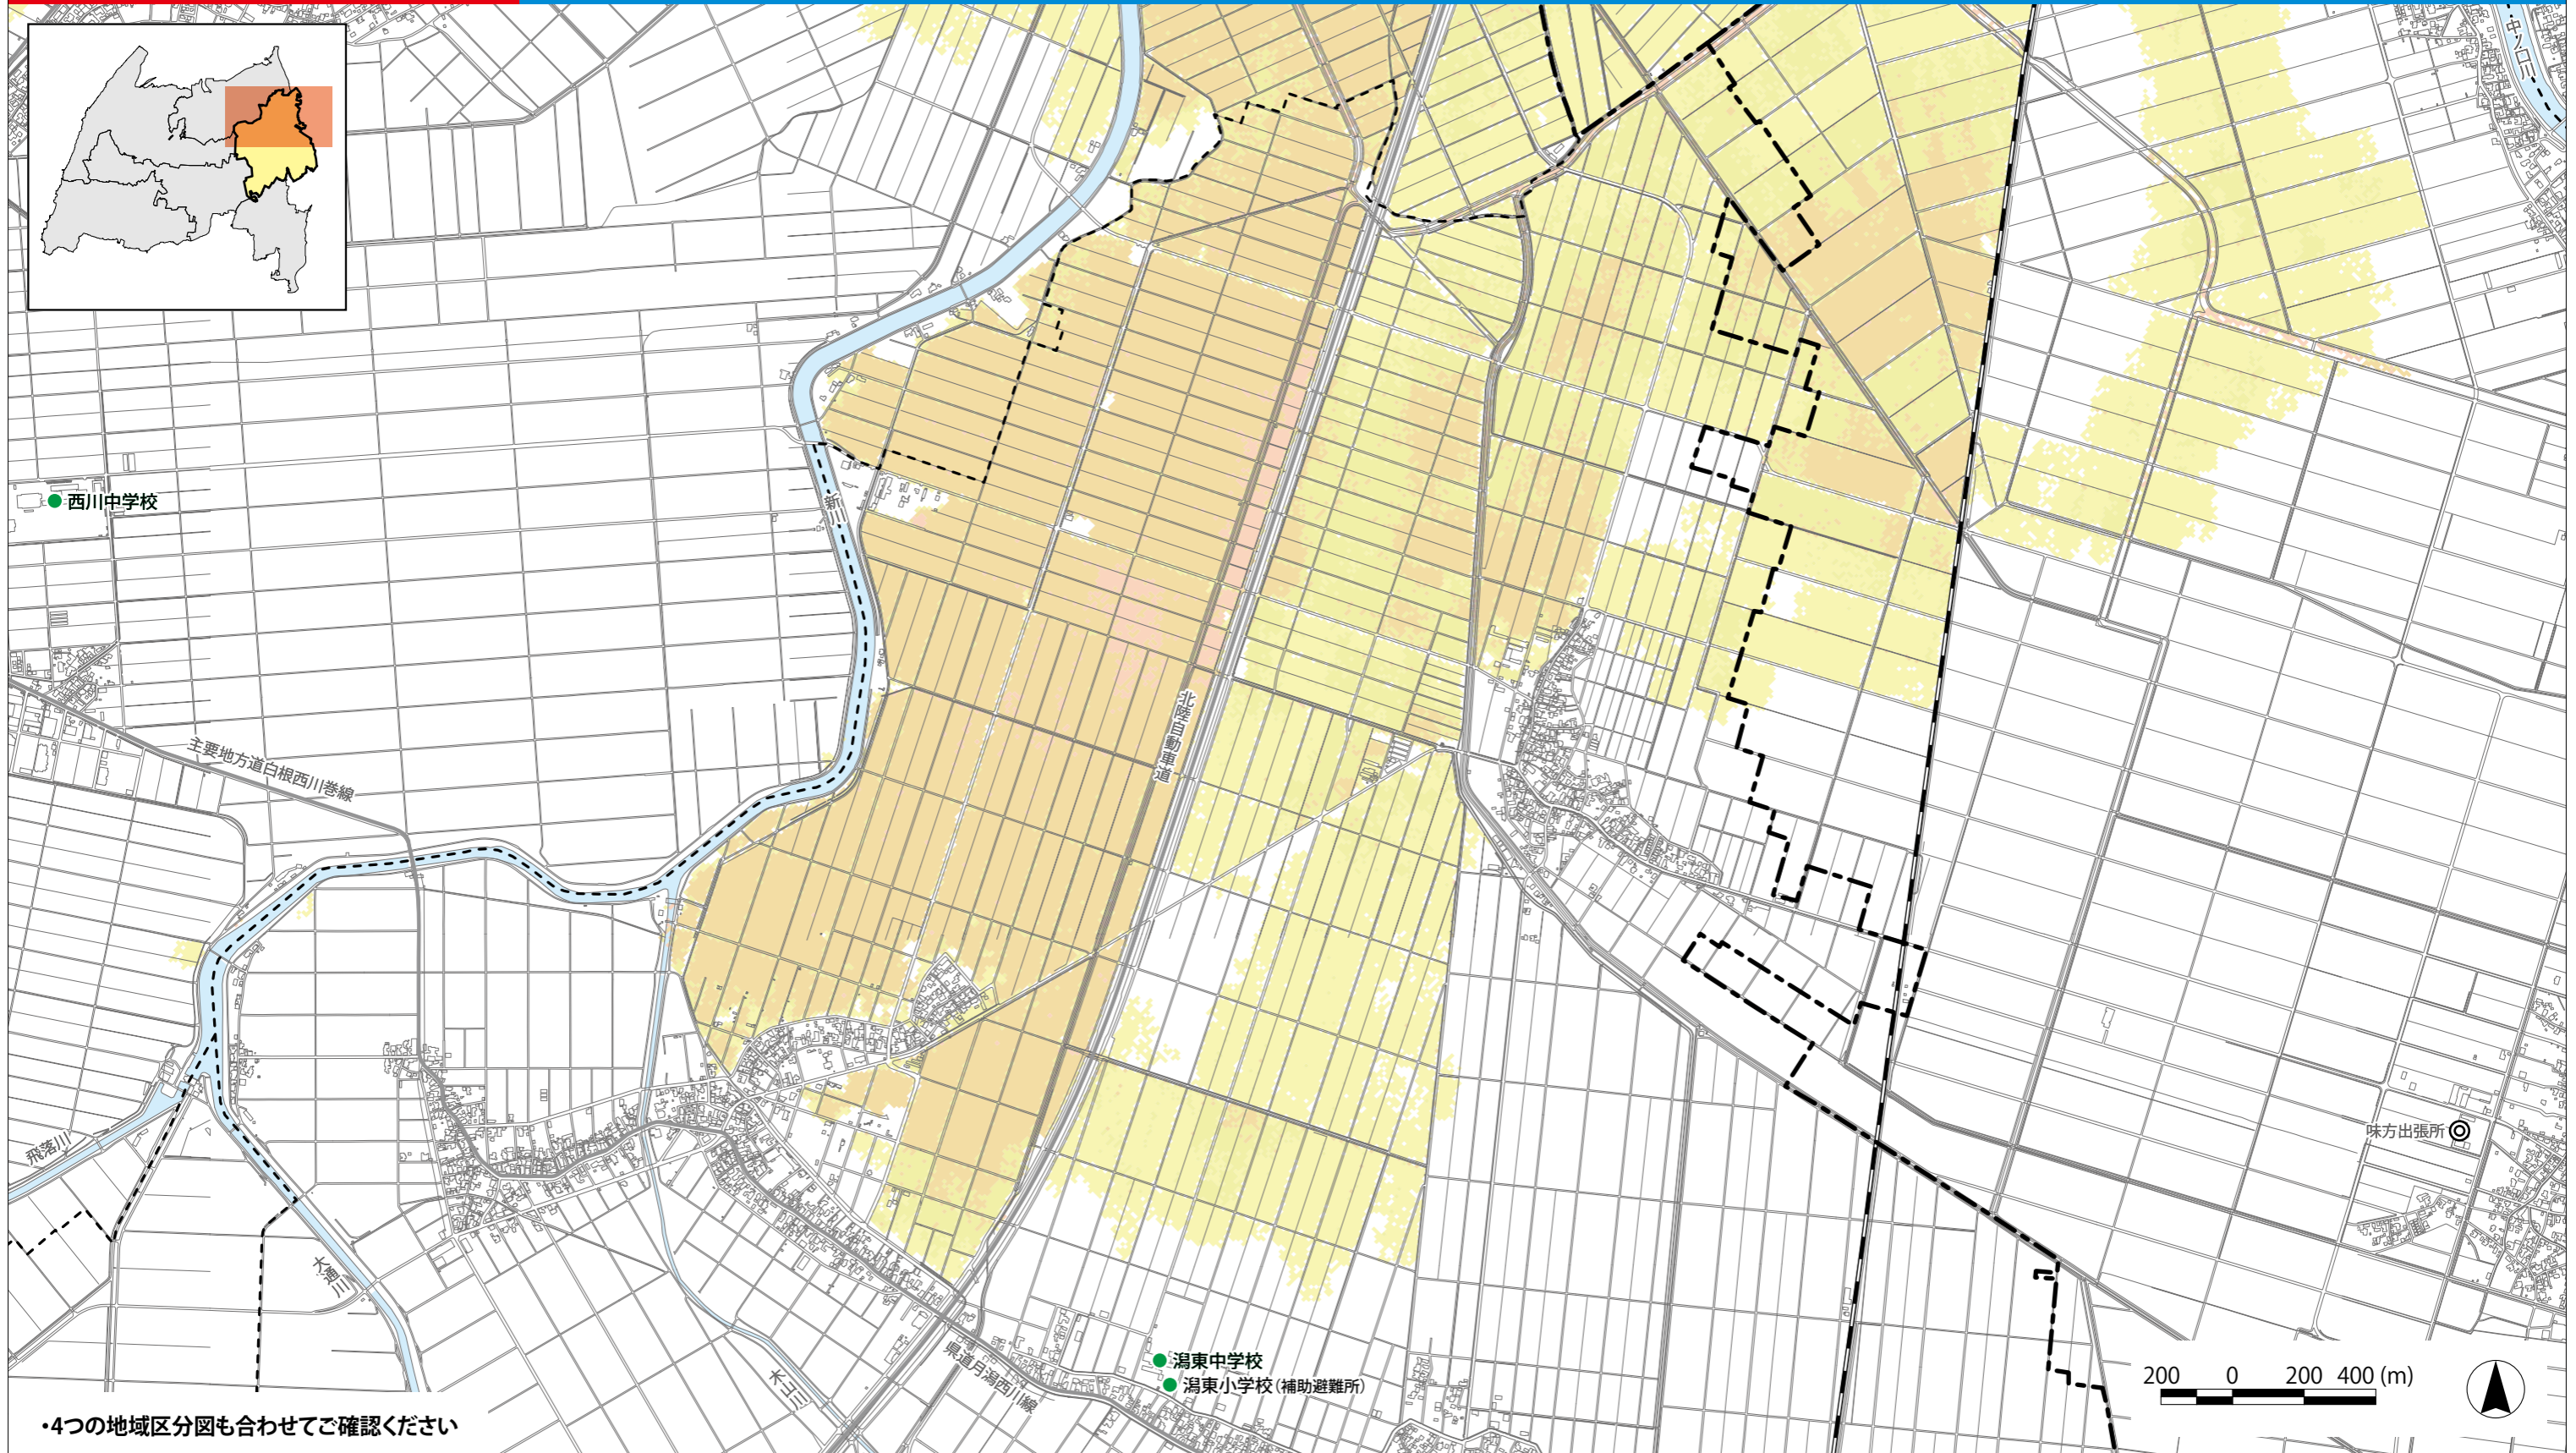 中ノ口川
西川中学校
新川
北陸自動車道
主要地方道白根西川巻線
飛落川
味方出張所
大通川
木山川
県道月潟西川線
潟東中学校
潟東小学校(補助避難所)
200 0 200 400 (m)
・4つの地域区分図も合わせてご確認ください